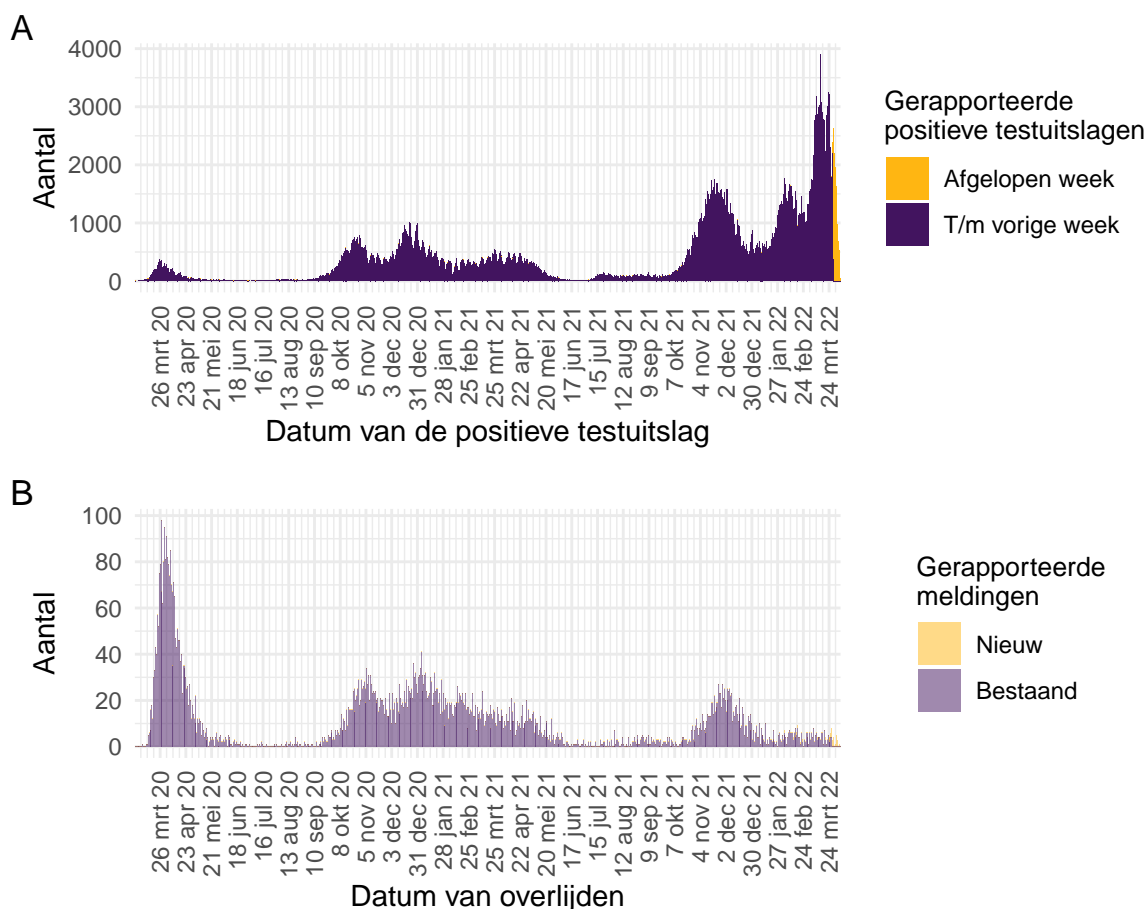 A
4000
3000
2000
1000
0
Aantal
26 mrt 20
23 apr 20
21 mei 20
18 jun 20
16 jul 20
13 aug 20
10 sep 20
8 okt 20
5 nov 20
3 dec 20
31 dec 20
28 jan 21
25 feb 21
25 mrt 21
22 apr 21
20 mei 21
17 jun 21
15 jul 21
12 aug 21
9 sep 21
7 okt 21
4 nov 21
2 dec 21
30 dec 21
27 jan 22
24 feb 22
24 mrt 22
Datum van de positieve testuitslag
Gerapporteerde
positieve testuitslagen
Afgelopen week
T/m vorige week
B
100
80
60
40
20
0
Aantal
26 mrt 20
23 apr 20
21 mei 20
18 jun 20
16 jul 20
13 aug 20
10 sep 20
8 okt 20
5 nov 20
3 dec 20
31 dec 20
28 jan 21
25 feb 21
25 mrt 21
22 apr 21
20 mei 21
17 jun 21
15 jul 21
12 aug 21
9 sep 21
7 okt 21
4 nov 21
2 dec 21
30 dec 21
27 jan 22
24 feb 22
24 mrt 22
Datum van overlijden
Gerapporteerde
meldingen
Nieuw
Bestaand